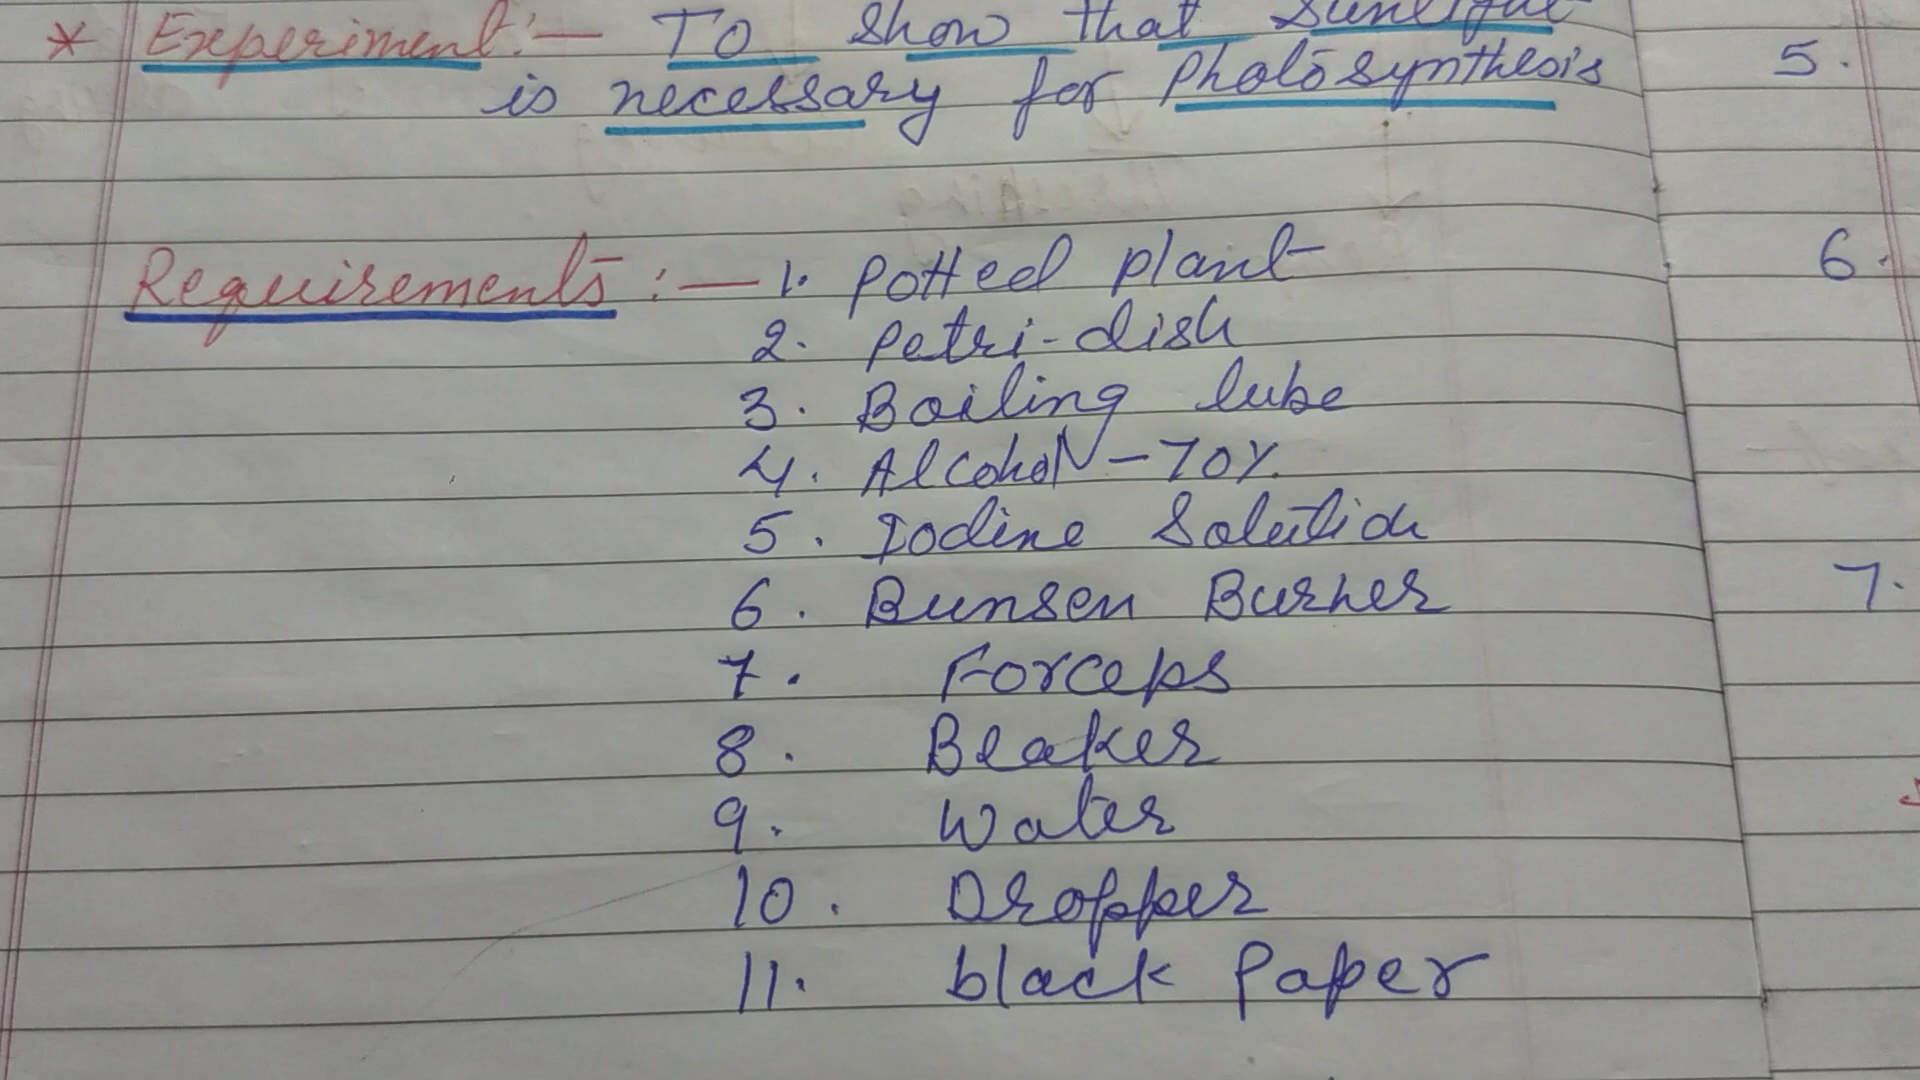 * Experiment :- To show that Sunlight
is necessary for Photosynthesis
Requirements :- 1. Potted plant
2. Petri-dish
3. Boiling tube
4. Alcohol - 70%
5. Iodine Solution
6. Bunsen Burner
7. Forceps
8. Beaker
9. Water
10. Dropper
11. black Paper
5.
6.
7.